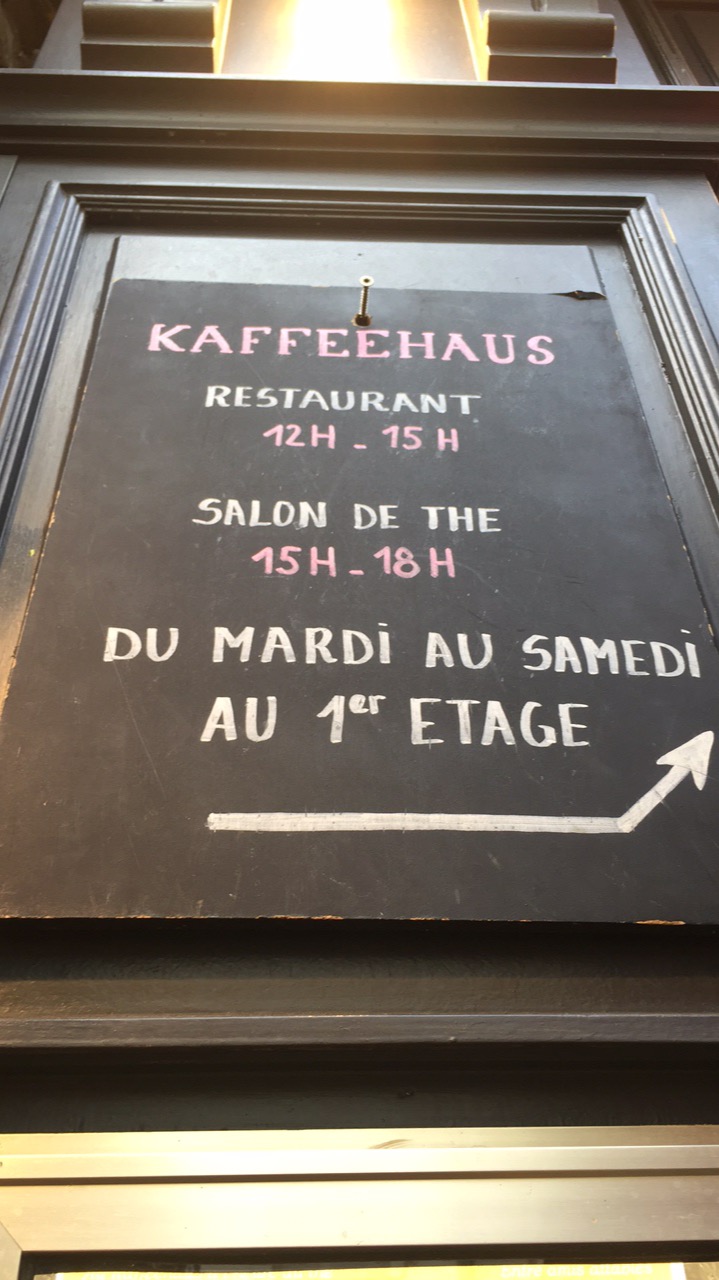 KAFFEEHAUS
RESTAURANT
12H - 15H
SALON DE THE
15H - 18H
DU MARDi AU SAMEDi
AU 1er ETAGE